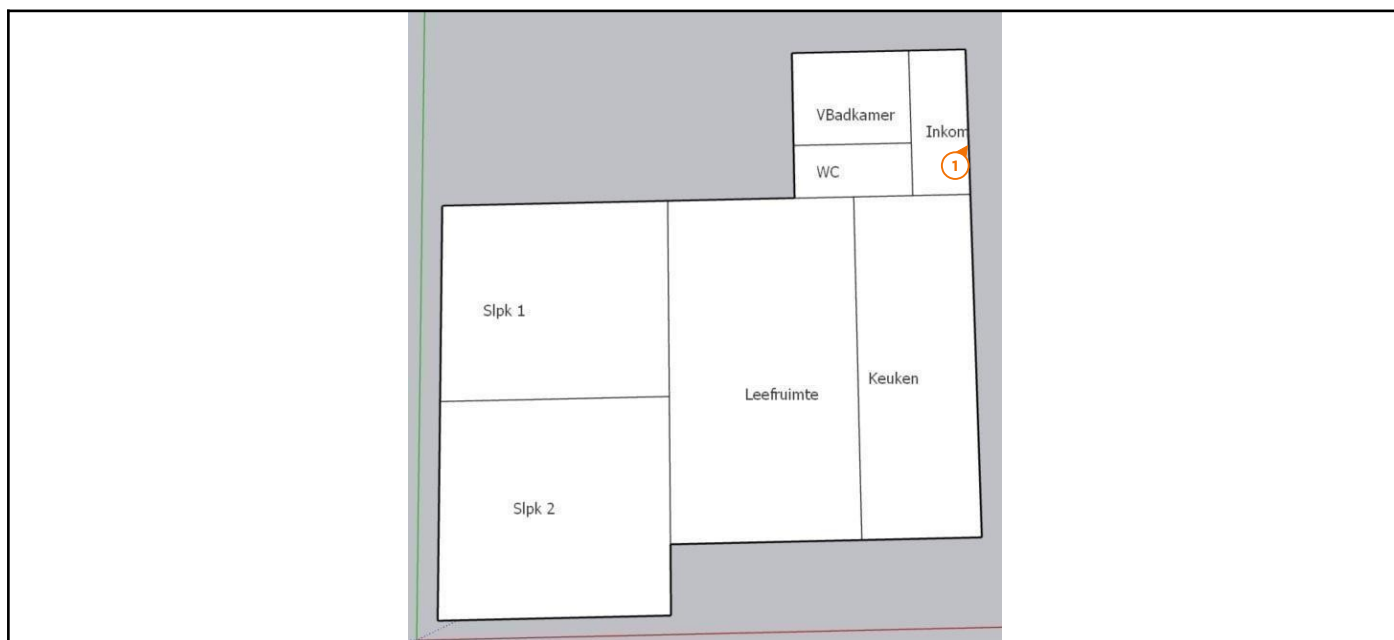 VBadkamer
Inkom
1
WC
Slpk 1
Keuken
Leefruimte
Slpk 2